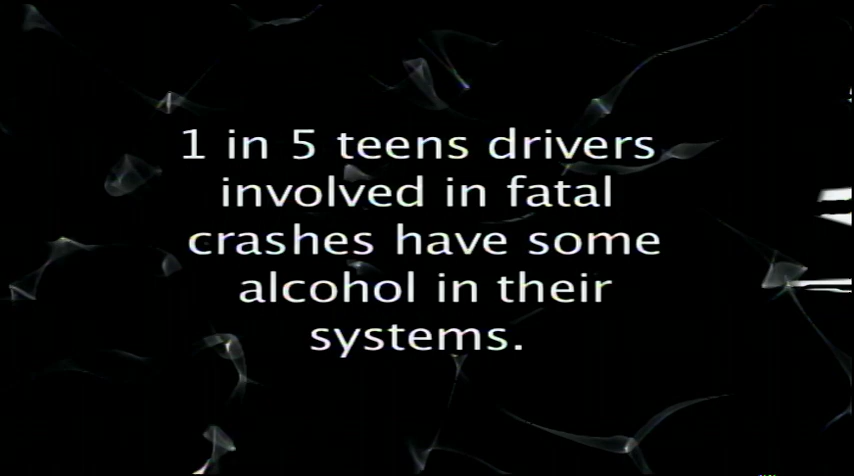 1 in 5 teens drivers
involved in fatal
crashes have some
alcohol in their
systems.